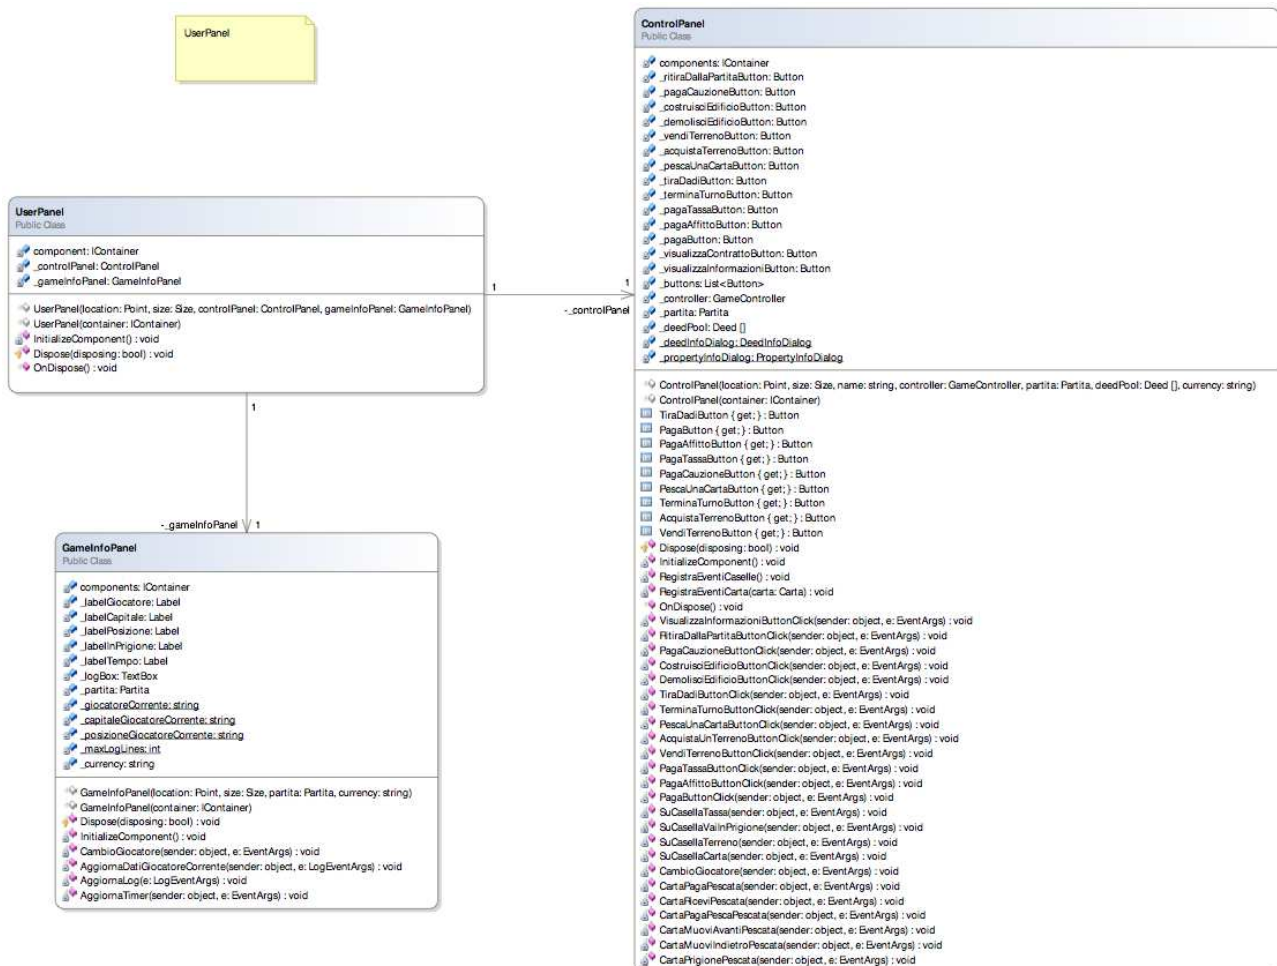 UserPanel
ControlPanel
Public Class
components: IContainer
_ritiraDallaPartitaButton: Button
_pagaCauzioneButton: Button
_costruisciEdificioButton: Button
_demolisciEdificioButton: Button
_vendiTerrenoButton: Button
_acquistaTerrenoButton: Button
_pescaUnaCartaButton: Button
_tiraDadiButton: Button
_terminaTurnoButton: Button
_pagaTassaButton: Button
_pagaAffittoButton: Button
_pagaButton: Button
_visualizzaContrattoButton: Button
_visualizzaInformazioniButton: Button
_buttons: List<Button>
_controller: GameController
_partita: Partita
_deedPool: Deed []
_deedInfoDialog: DeedInfoDialog
_propertyInfoDialog: PropertyInfoDialog
ControlPanel(location: Point, size: Size, name: string, controller: GameController, partita: Partita, deedPool: Deed [], currency: string)
ControlPanel(container: IContainer)
TiraDadiButton { get; } : Button
PagaButton { get; } : Button
PagaAffittoButton { get; } : Button
PagaTassaButton { get; } : Button
PagaCauzioneButton { get; } : Button
PescaUnaCartaButton { get; } : Button
TerminaTurnoButton { get; } : Button
AcquistaTerrenoButton { get; } : Button
VendiTerrenoButton { get; } : Button
Dispose(disposing: bool) : void
InitializeComponent() : void
RegistraEventiCaselle() : void
RegistraEventiCarta(carta: Carta) : void
OnDispose() : void
VisualizzaInformazioniButtonClick(sender: object, e: EventArgs) : void
RitiraDallaPartitaButtonClick(sender: object, e: EventArgs) : void
PagaCauzioneButtonClick(sender: object, e: EventArgs) : void
CostruisciEdificioButtonClick(sender: object, e: EventArgs) : void
DemolisciEdificioButtonClick(sender: object, e: EventArgs) : void
TiraDadiButtonClick(sender: object, e: EventArgs) : void
TerminaTurnoButtonClick(sender: object, e: EventArgs) : void
PescaUnaCartaButtonClick(sender: object, e: EventArgs) : void
AcquistaUnTerrenoButtonClick(sender: object, e: EventArgs) : void
VendiTerrenoButtonClick(sender: object, e: EventArgs) : void
PagaTassaButtonClick(sender: object, e: EventArgs) : void
PagaAffittoButtonClick(sender: object, e: EventArgs) : void
PagaButtonClick(sender: object, e: EventArgs) : void
SuCasellaTassa(sender: object, e: EventArgs) : void
SuCasellaVaiInPrigione(sender: object, e: EventArgs) : void
SuCasellaTerreno(sender: object, e: EventArgs) : void
SuCasellaCarta(sender: object, e: EventArgs) : void
CambioGiocatore(sender: object, e: EventArgs) : void
CartaPagaPescata(sender: object, e: EventArgs) : void
CartaRiceviPescata(sender: object, e: EventArgs) : void
CartaPagaPescaPescata(sender: object, e: EventArgs) : void
CartaMuoviAvantiPescata(sender: object, e: EventArgs) : void
CartaMuoviIndietroPescata(sender: object, e: EventArgs) : void
CartaPrigionePescata(sender: object, e: EventArgs) : void
UserPanel
Public Class
component: IContainer
_controlPanel: ControlPanel
_gameInfoPanel: GameInfoPanel
UserPanel(location: Point, size: Size, controlPanel: ControlPanel, gameInfoPanel: GameInfoPanel)
UserPanel(container: IContainer)
InitializeComponent() : void
Dispose(disposing: bool) : void
OnDispose() : void
1
1
-_controlPanel
1
-_gameInfoPanel
1
GameInfoPanel
Public Class
components: IContainer
_labelGiocatore: Label
_labelCapitale: Label
_labelPosizione: Label
_labelInPrigione: Label
_labelTempo: Label
_logBox: TextBox
_partita: Partita
_giocatoreCorrente: string
_capitaleGiocatoreCorrente: string
_posizioneGiocatoreCorrente: string
_maxLogLines: int
_currency: string
GameInfoPanel(location: Point, size: Size, partita: Partita, currency: string)
GameInfoPanel(container: IContainer)
Dispose(disposing: bool) : void
InitializeComponent() : void
CambioGiocatore(sender: object, e: EventArgs) : void
AggiornaDatiGiocatoreCorrente(sender: object, e: LogEventArgs) : void
AggiornaLog(e: LogEventArgs) : void
AggiornaTimer(sender: object, e: EventArgs) : void